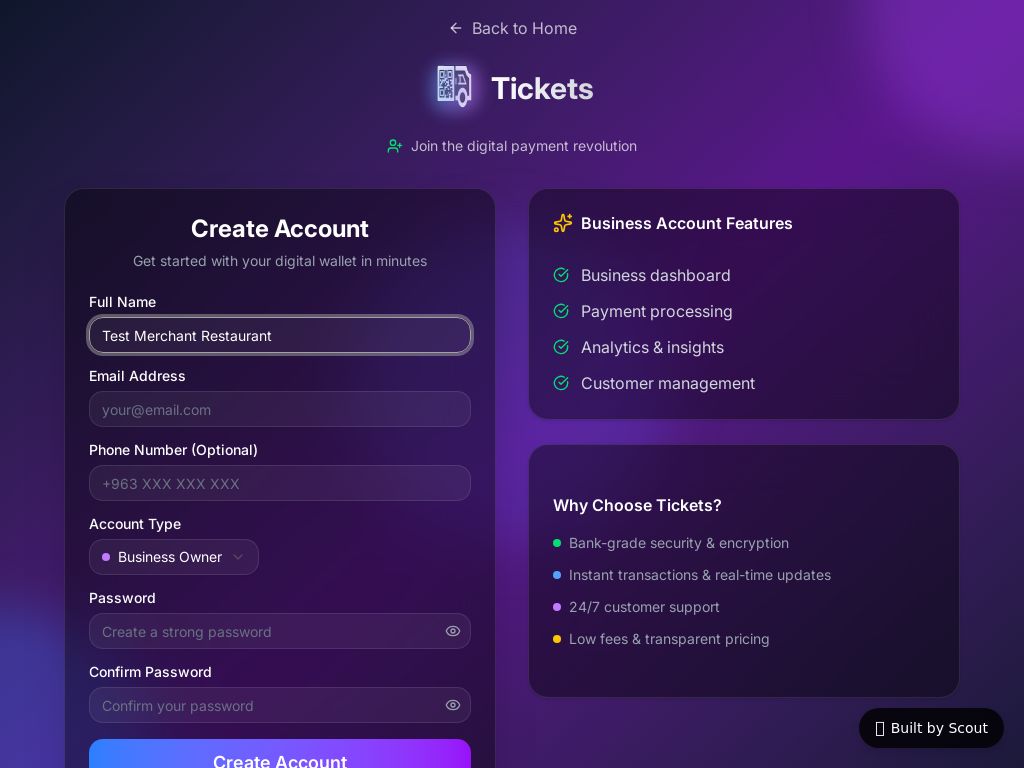 Back to Home
Tickets
Join the digital payment revolution
Create Account
Get started with your digital wallet in minutes
Full Name
Test Merchant Restaurant
Email Address
your@email.com
Phone Number (Optional)
+963 XXX XXX XXX
Account Type
Business Owner
Password
Create a strong password
Confirm Password
Confirm your password
Create Account
Business Account Features
Business dashboard
Payment processing
Analytics & insights
Customer management
Why Choose Tickets?
Bank-grade security & encryption
Instant transactions & real-time updates
24/7 customer support
Low fees & transparent pricing
Built by Scout